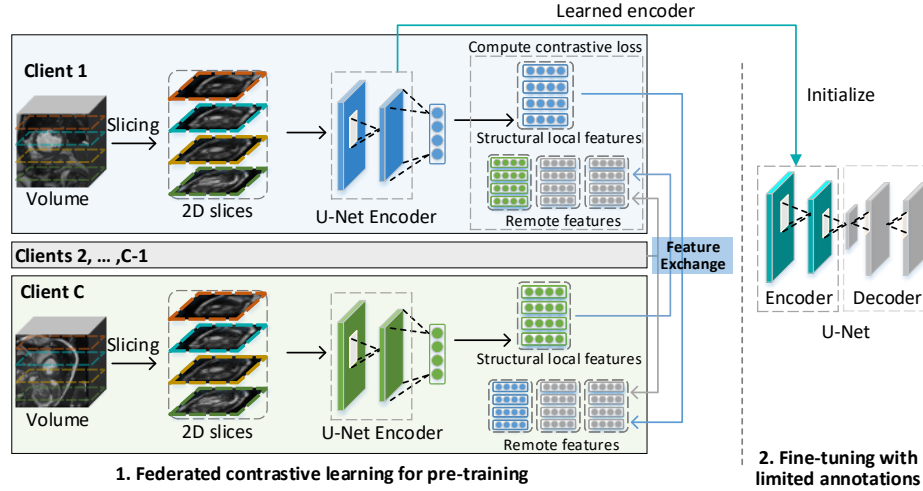 Learned encoder
Client 1
Compute contrastive loss
Slicing
Volume
2D slices
U-Net Encoder
Structural local features
Remote features
Initialize
Clients 2, ... ,C-1
Feature
Exchange
Client C
Slicing
Volume
2D slices
U-Net Encoder
Structural local features
Remote features
Encoder
Decoder
U-Net
1. Federated contrastive learning for pre-training
2. Fine-tuning with
limited annotations